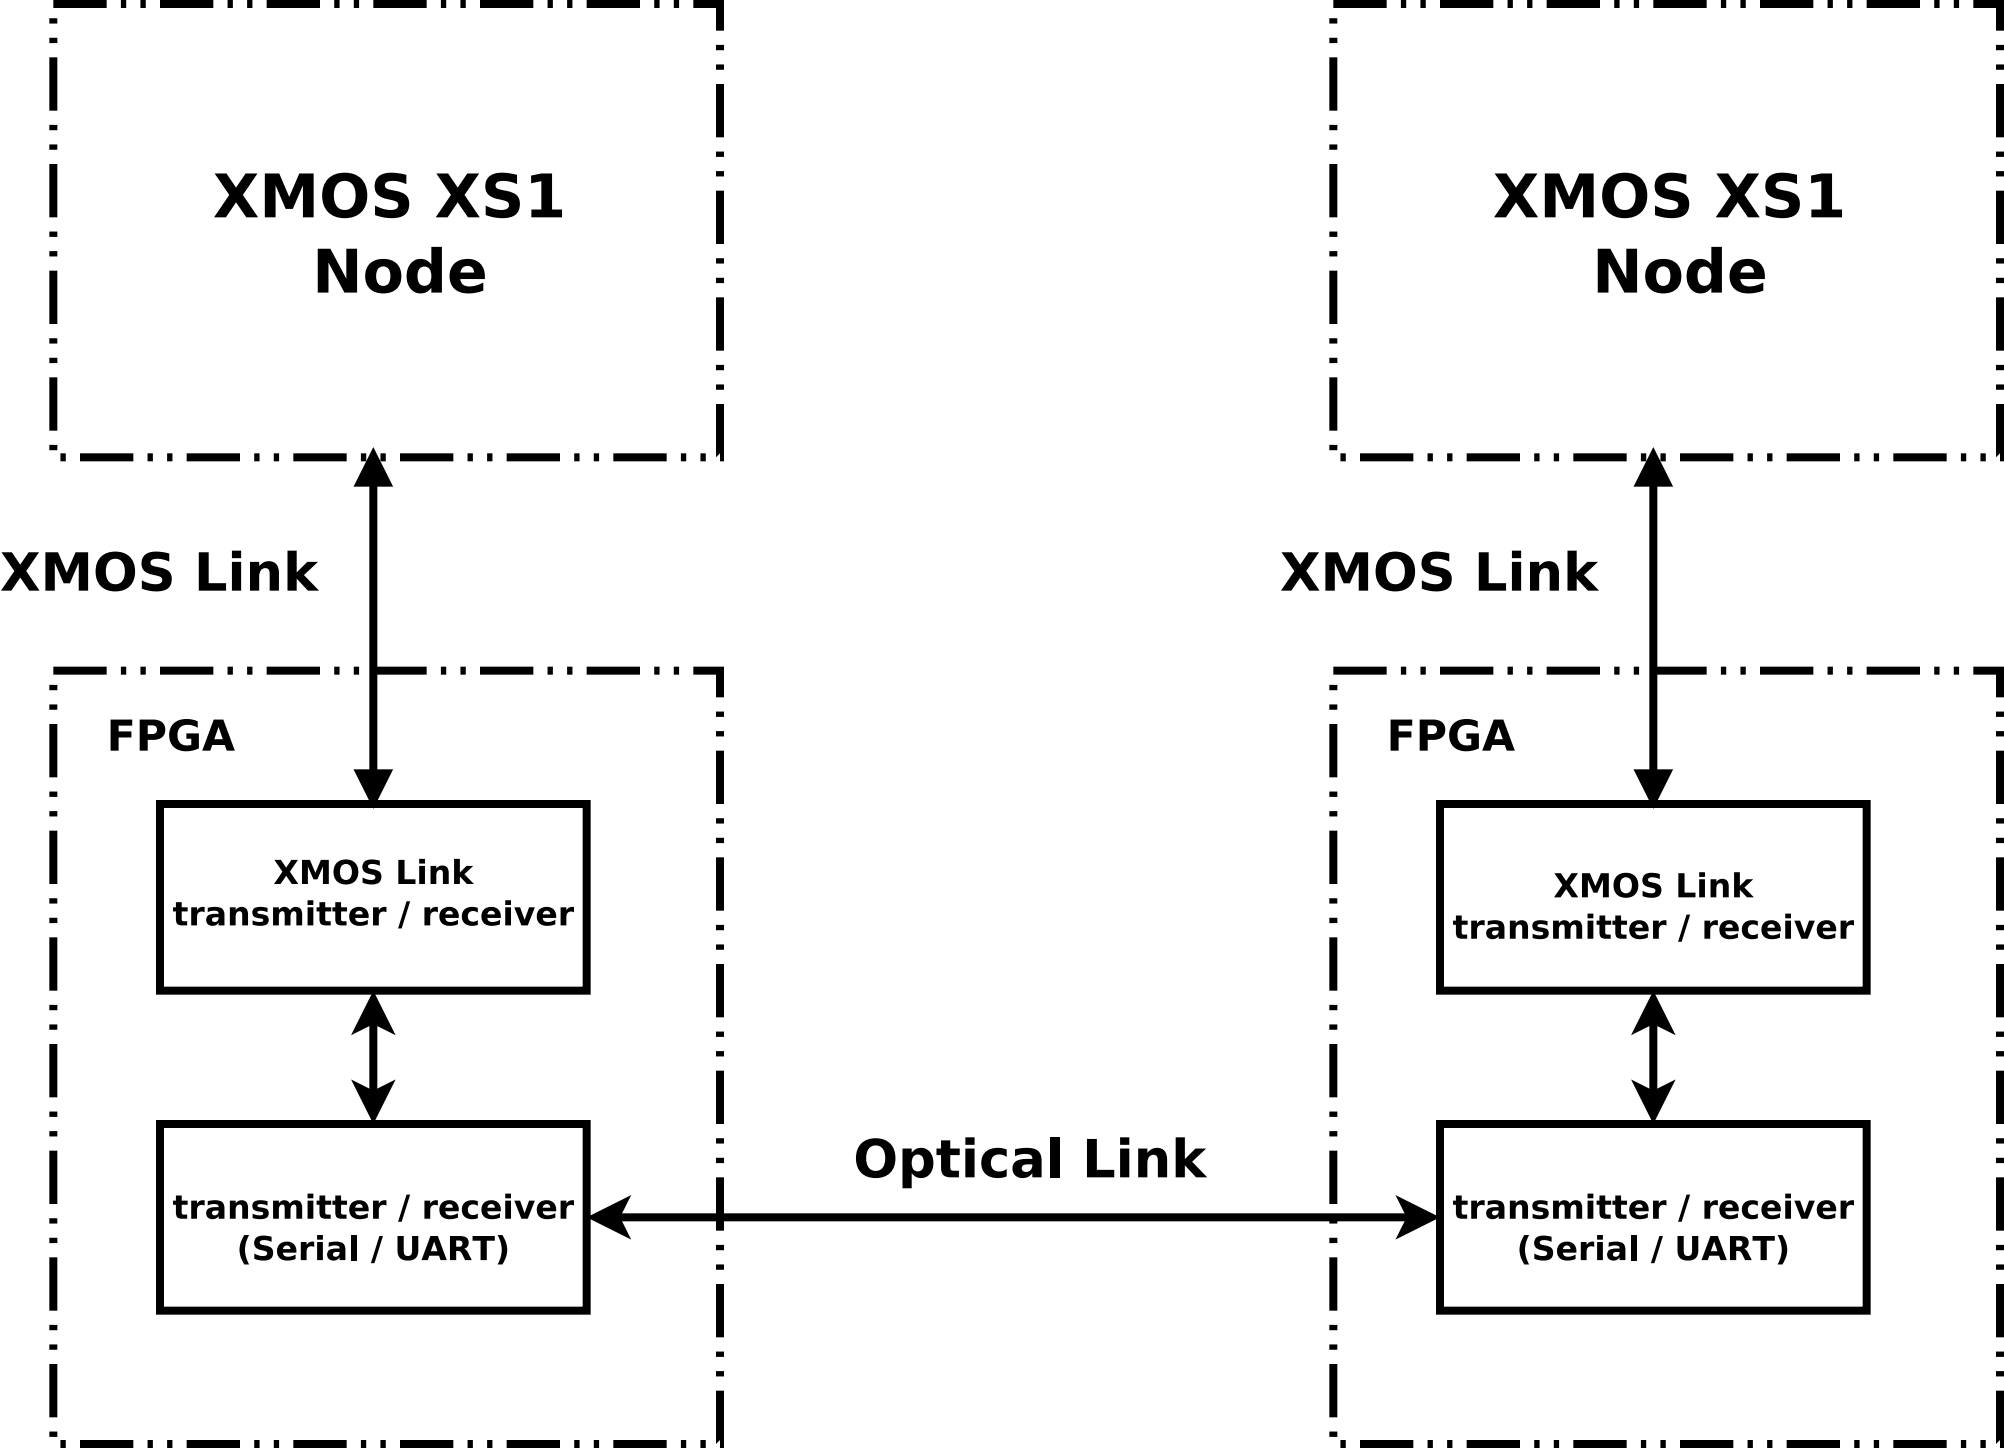 XMOS XS1
Node
XMOS XS1
Node
XMOS Link
XMOS Link
FPGA
FPGA
XMOS Link
transmitter / receiver
XMOS Link
transmitter / receiver
Optical Link
transmitter / receiver
(Serial / UART)
transmitter / receiver
(Serial / UART)